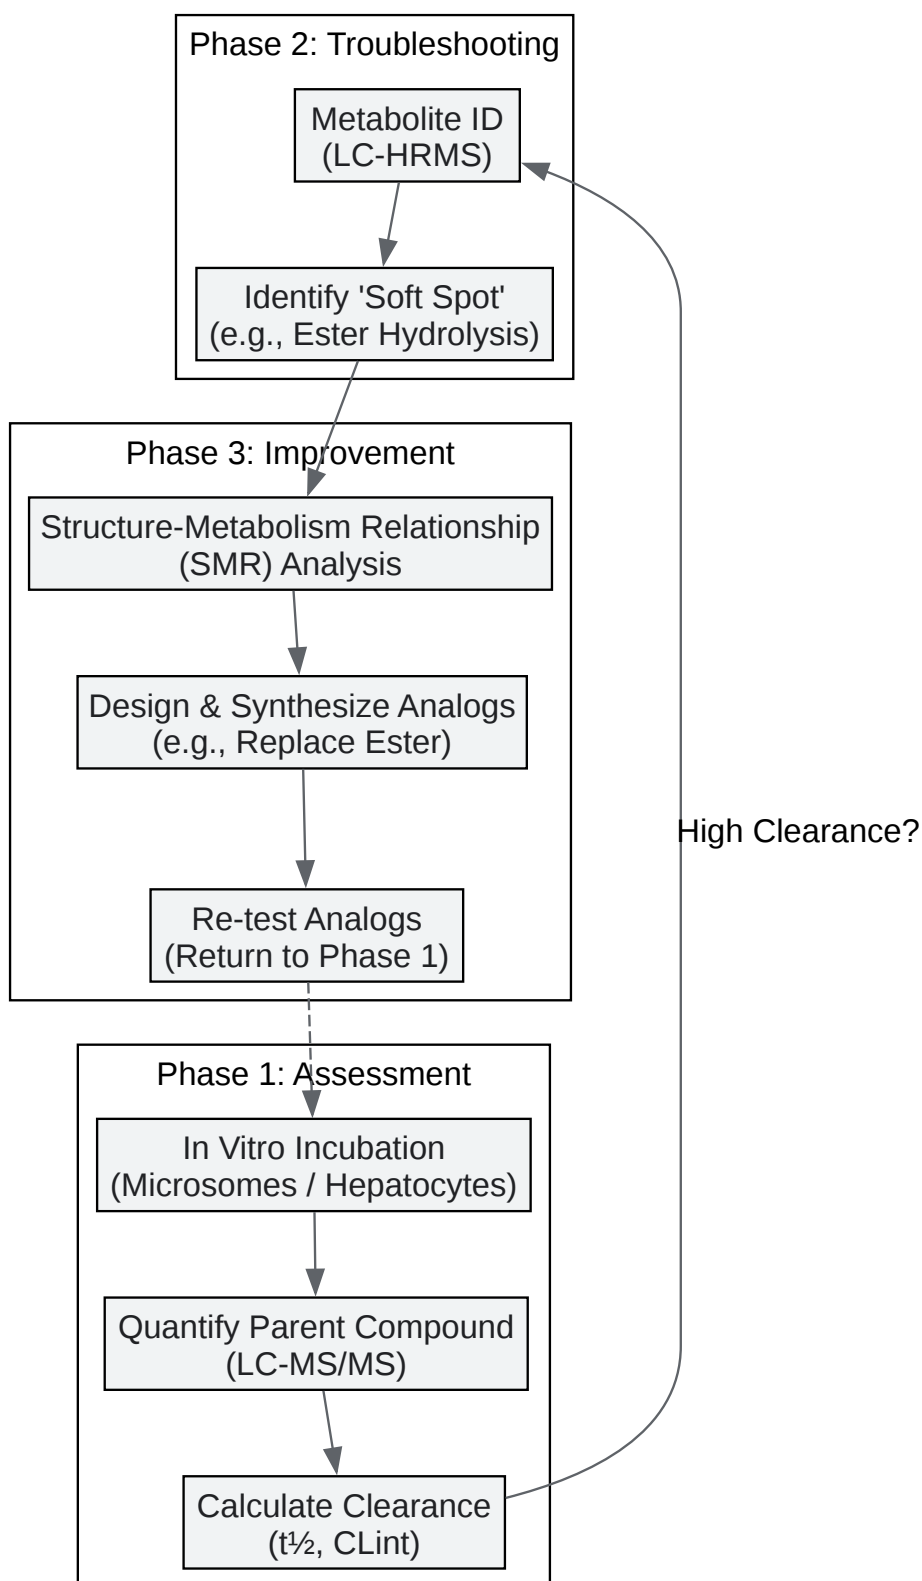 Phase 2: Troubleshooting
Metabolite ID
(LC-HRMS)
Identify 'Soft Spot'
(e.g., Ester Hydrolysis)
Phase 3: Improvement
Structure-Metabolism Relationship
(SMR) Analysis
Design & Synthesize Analogs
(e.g., Replace Ester)
High Clearance?
Re-test Analogs
(Return to Phase 1)
Phase 1: Assessment
In Vitro Incubation
(Microsomes / Hepatocytes)
Quantify Parent Compound
(LC-MS/MS)
Calculate Clearance
(t½, CLint)